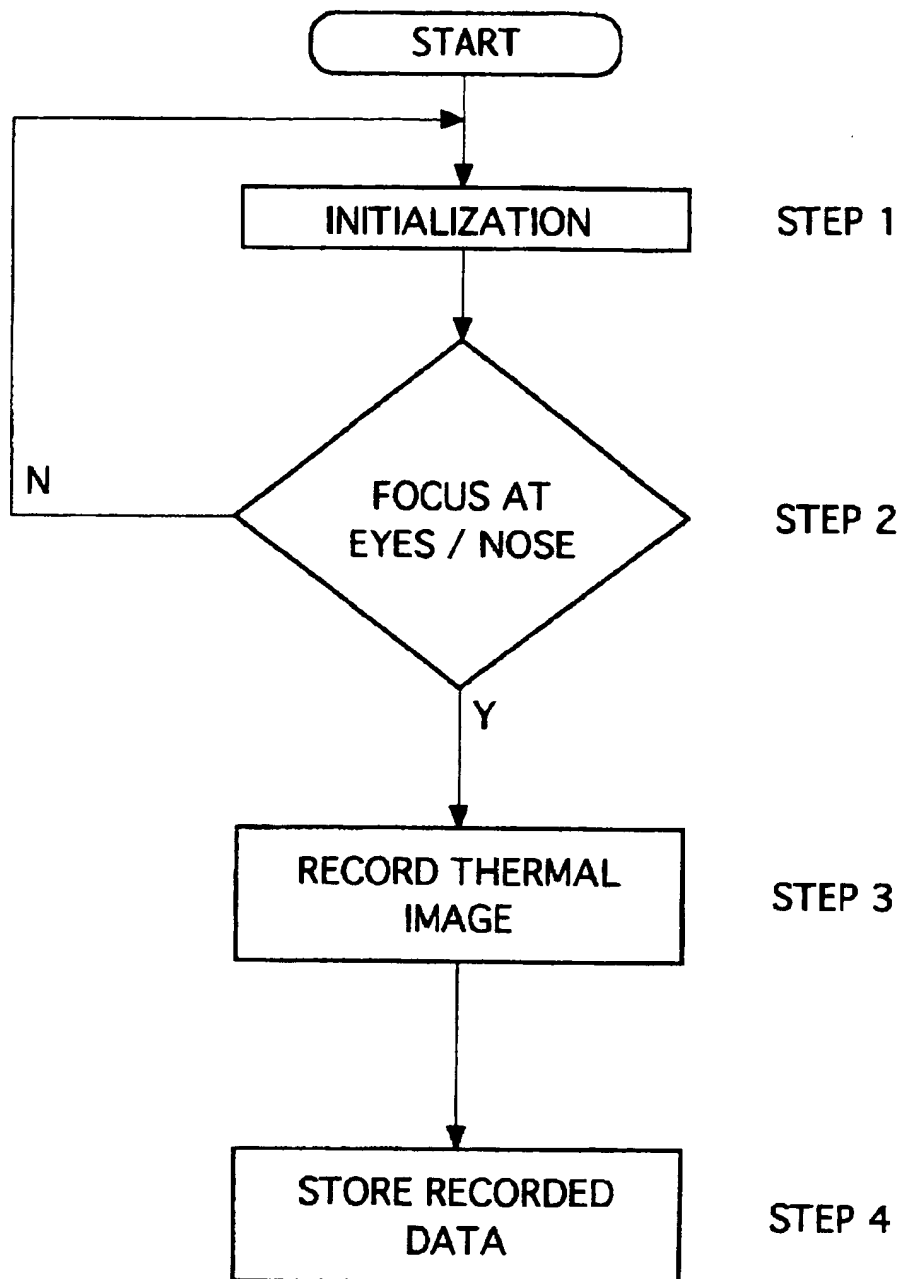 START
INITIALIZATION
STEP 1
N
FOCUS AT
EYES / NOSE
STEP 2
Y
RECORD THERMAL
IMAGE
STEP 3
STORE RECORDED
DATA
STEP 4